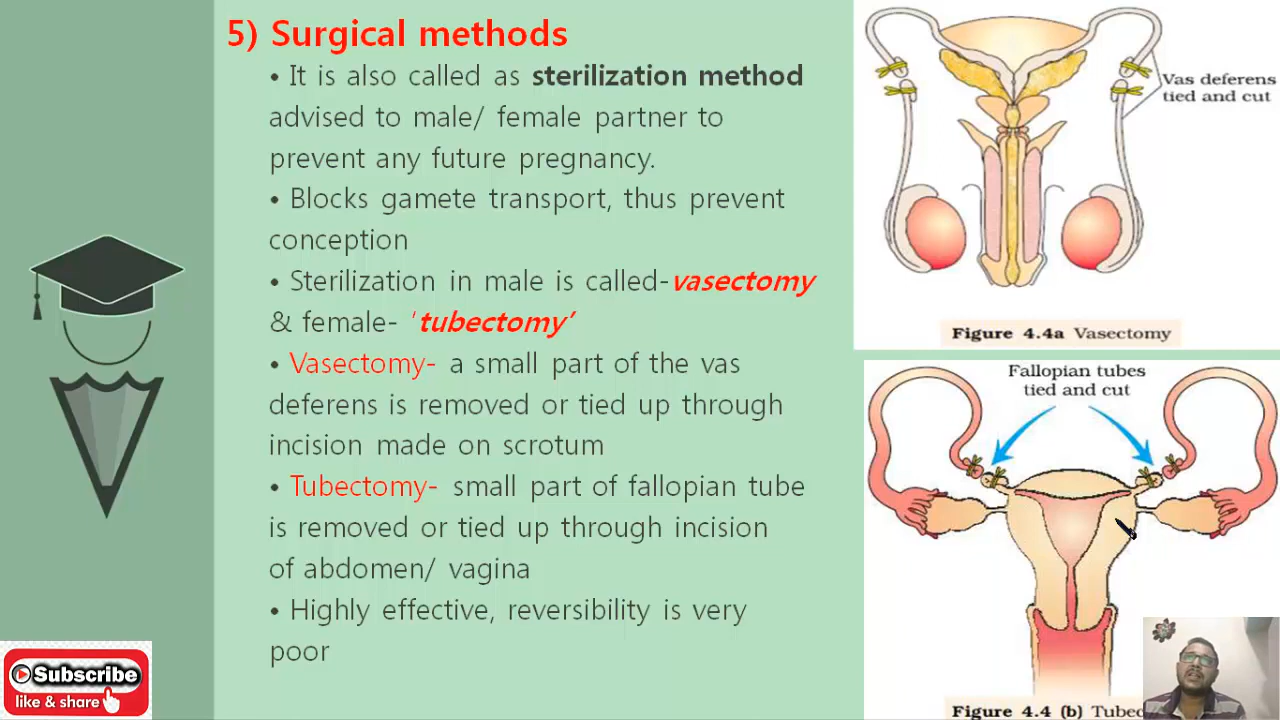 5) Surgical methods
• It is also called as sterilization method
advised to male/ female partner to
prevent any future pregnancy.
• Blocks gamete transport, thus prevent
conception
• Sterilization in male is called-vasectomy
& female- 'tubectomy'
• Vasectomy- a small part of the vas
deferens is removed or tied up through
incision made on scrotum
• Tubectomy- small part of fallopian tube
is removed or tied up through incision
of abdomen/ vagina
• Highly effective, reversibility is very
poor
Vas deferens
tied and cut
Figure 4.4a Vasectomy
Fallopian tubes
tied and cut
Figure 4.4 (b)
Subscribe
like & share